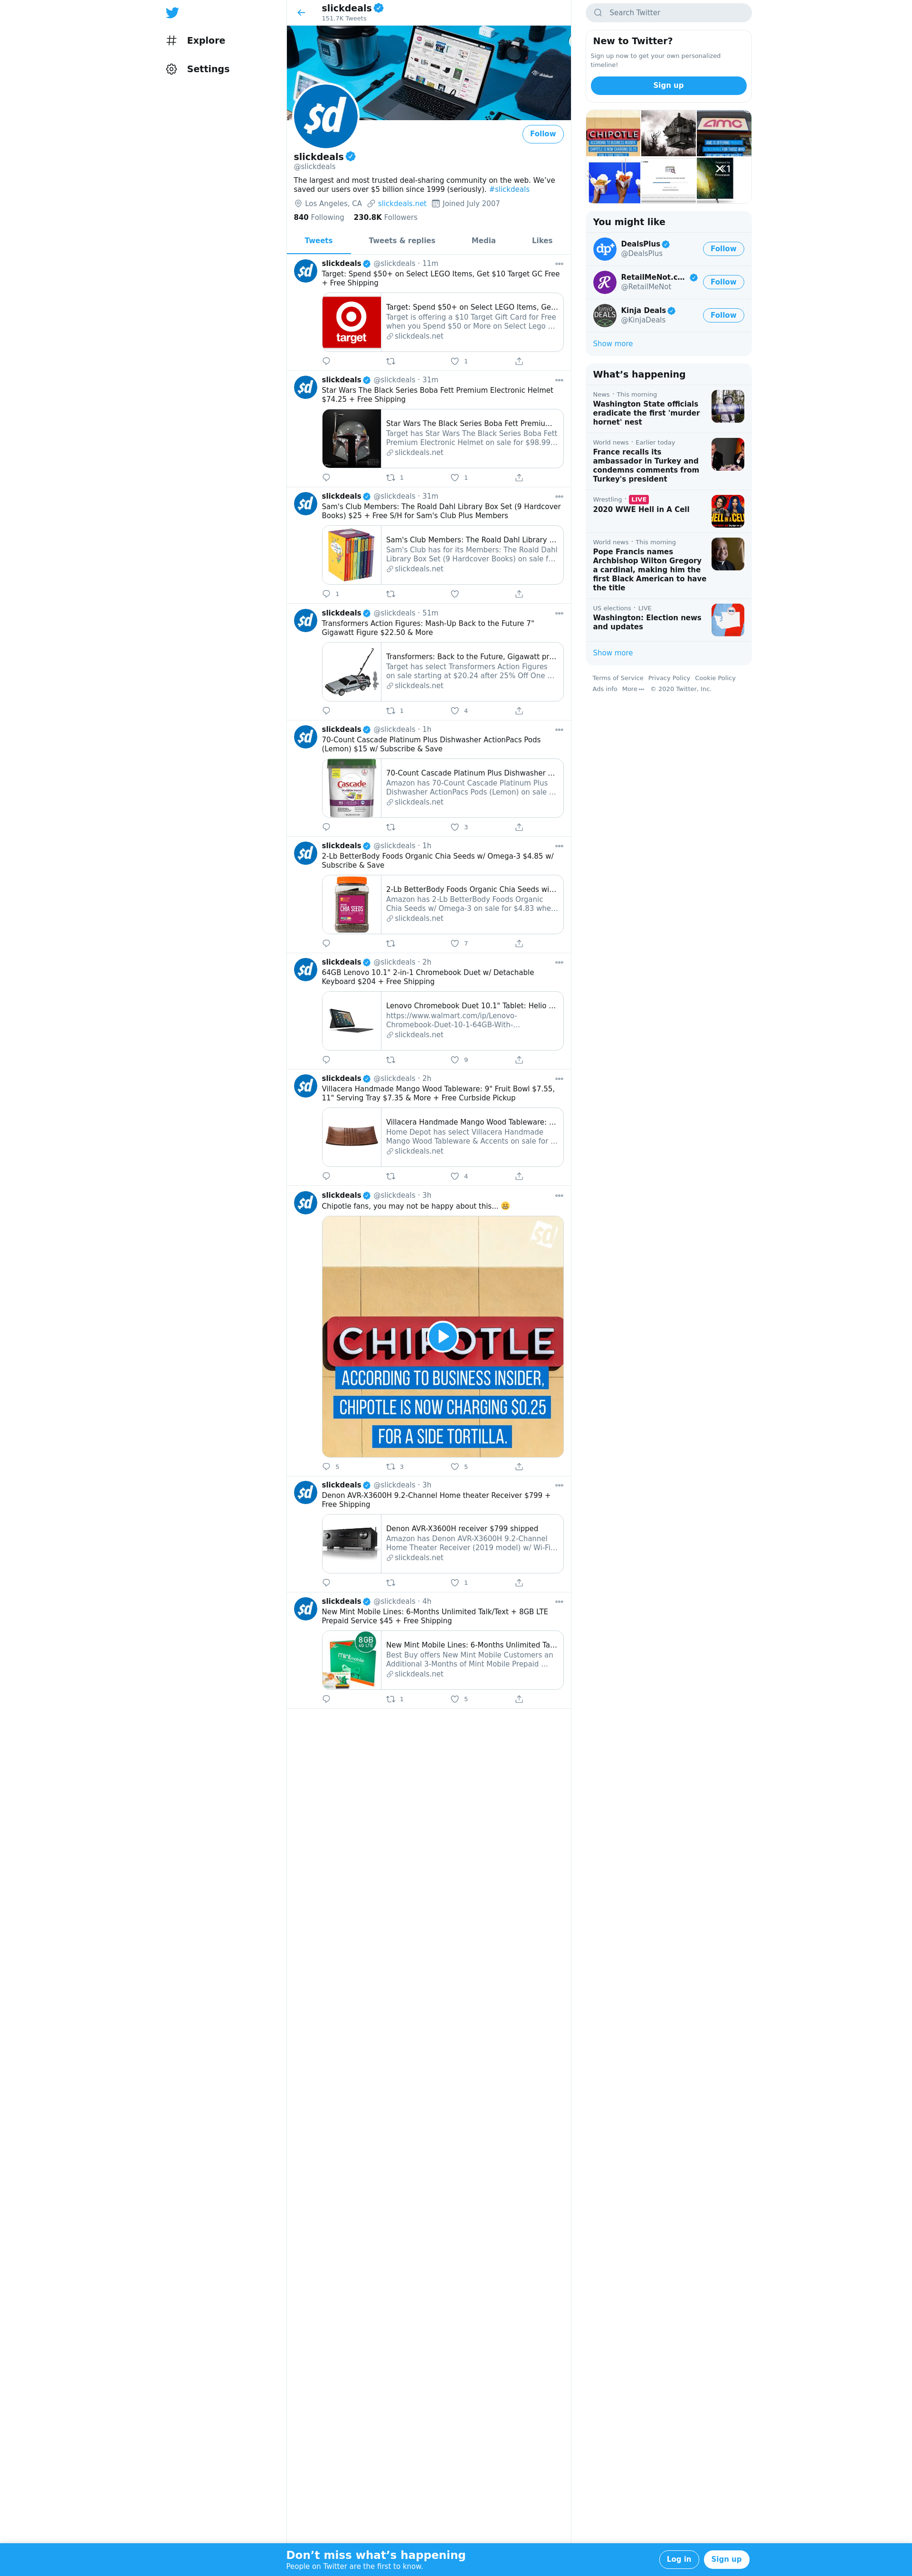 Explore
Settings
slickdeals
151.7K Tweets
$d
Follow
slickdeals
@slickdeals
The largest and most trusted deal-sharing community on the web. We've
saved our users over $5 billion since 1999 (seriously). #slickdeals
Los Angeles, CA slickdeals.net Joined July 2007
840 Following 230.8K Followers
Tweets Tweets & replies Media Likes
slickdeals @slickdeals · 11m
Target: Spend $50+ on Select LEGO Items, Get $10 Target GC Free
+ Free Shipping
target
Target: Spend $50+ on Select LEGO Items, Ge...
Target is offering a $10 Target Gift Card for Free
when you Spend $50 or More on Select Lego ...
slickdeals.net
1
slickdeals @slickdeals · 31m
Star Wars The Black Series Boba Fett Premium Electronic Helmet
$74.25 + Free Shipping
Star Wars The Black Series Boba Fett Premiu...
Target has Star Wars The Black Series Boba Fett
Premium Electronic Helmet on sale for $98.99...
slickdeals.net
1 1
slickdeals @slickdeals · 31m
Sam's Club Members: The Roald Dahl Library Box Set (9 Hardcover
Books) $25 + Free S/H for Sam's Club Plus Members
Sam's Club Members: The Roald Dahl Library ...
Sam's Club has for its Members: The Roald Dahl
Library Box Set (9 Hardcover Books) on sale f...
slickdeals.net
1
slickdeals @slickdeals · 51m
Transformers Action Figures: Mash-Up Back to the Future 7"
Gigawatt Figure $22.50 & More
Transformers: Back to the Future, Gigawatt pr...
Target has select Transformers Action Figures
on sale starting at $20.24 after 25% Off One ...
slickdeals.net
1 4
slickdeals @slickdeals · 1h
70-Count Cascade Platinum Plus Dishwasher ActionPacs Pods
(Lemon) $15 w/ Subscribe & Save
Cascade
70-Count Cascade Platinum Plus Dishwasher ...
Amazon has 70-Count Cascade Platinum Plus
Dishwasher ActionPacs Pods (Lemon) on sale ...
slickdeals.net
3
slickdeals @slickdeals · 1h
2-Lb BetterBody Foods Organic Chia Seeds w/ Omega-3 $4.85 w/
Subscribe & Save
CHIA SEEDS
2-Lb BetterBody Foods Organic Chia Seeds wi...
Amazon has 2-Lb BetterBody Foods Organic
Chia Seeds w/ Omega-3 on sale for $4.83 whe...
slickdeals.net
7
slickdeals @slickdeals · 2h
64GB Lenovo 10.1" 2-in-1 Chromebook Duet w/ Detachable
Keyboard $204 + Free Shipping
Lenovo Chromebook Duet 10.1" Tablet: Helio ...
https://www.walmart.com/ip/Lenovo-
Chromebook-Duet-10-1-64GB-With-...
slickdeals.net
9
slickdeals @slickdeals · 2h
Villacera Handmade Mango Wood Tableware: 9" Fruit Bowl $7.55,
11" Serving Tray $7.35 & More + Free Curbside Pickup
Villacera Handmade Mango Wood Tableware: ...
Home Depot has select Villacera Handmade
Mango Wood Tableware & Accents on sale for ...
slickdeals.net
4
slickdeals @slickdeals · 3h
Chipotle fans, you may not be happy about this...
$d
CHIPOTLE
ACCORDING TO BUSINESS INSIDER,
CHIPOTLE IS NOW CHARGING $0.25
FOR A SIDE TORTILLA.
5 3 5
slickdeals @slickdeals · 3h
Denon AVR-X3600H 9.2-Channel Home theater Receiver $799 +
Free Shipping
Denon AVR-X3600H receiver $799 shipped
Amazon has Denon AVR-X3600H 9.2-Channel
Home Theater Receiver (2019 model) w/ Wi-Fi...
slickdeals.net
1
slickdeals @slickdeals · 4h
New Mint Mobile Lines: 6-Months Unlimited Talk/Text + 8GB LTE
Prepaid Service $45 + Free Shipping
8GB
New Mint Mobile Lines: 6-Months Unlimited Ta...
Best Buy offers New Mint Mobile Customers an
Additional 3-Months of Mint Mobile Prepaid ...
slickdeals.net
1 5
Search Twitter
New to Twitter?
Sign up now to get your own personalized
timeline!
Sign up
CHIPOTLE
amc
You might like
dp
DealsPlus
@DealsPlus
Follow
RetailMeNot.c...
@RetailMeNot
Follow
DEALS
Kinja Deals
@KinjaDeals
Follow
Show more
What's happening
News · This morning
Washington State officials
eradicate the first 'murder
hornet' nest
World news · Earlier today
France recalls its
ambassador in Turkey and
condemns comments from
Turkey's president
Wrestling · LIVE
2020 WWE Hell in A Cell
World news · This morning
Pope Francis names
Archbishop Wilton Gregory
a cardinal, making him the
first Black American to have
the title
US elections · LIVE
Washington: Election news
and updates
Show more
Terms of Service Privacy Policy Cookie Policy
Ads info More ··· © 2020 Twitter, Inc.
Don't miss what's happening
People on Twitter are the first to know.
Log in
Sign up